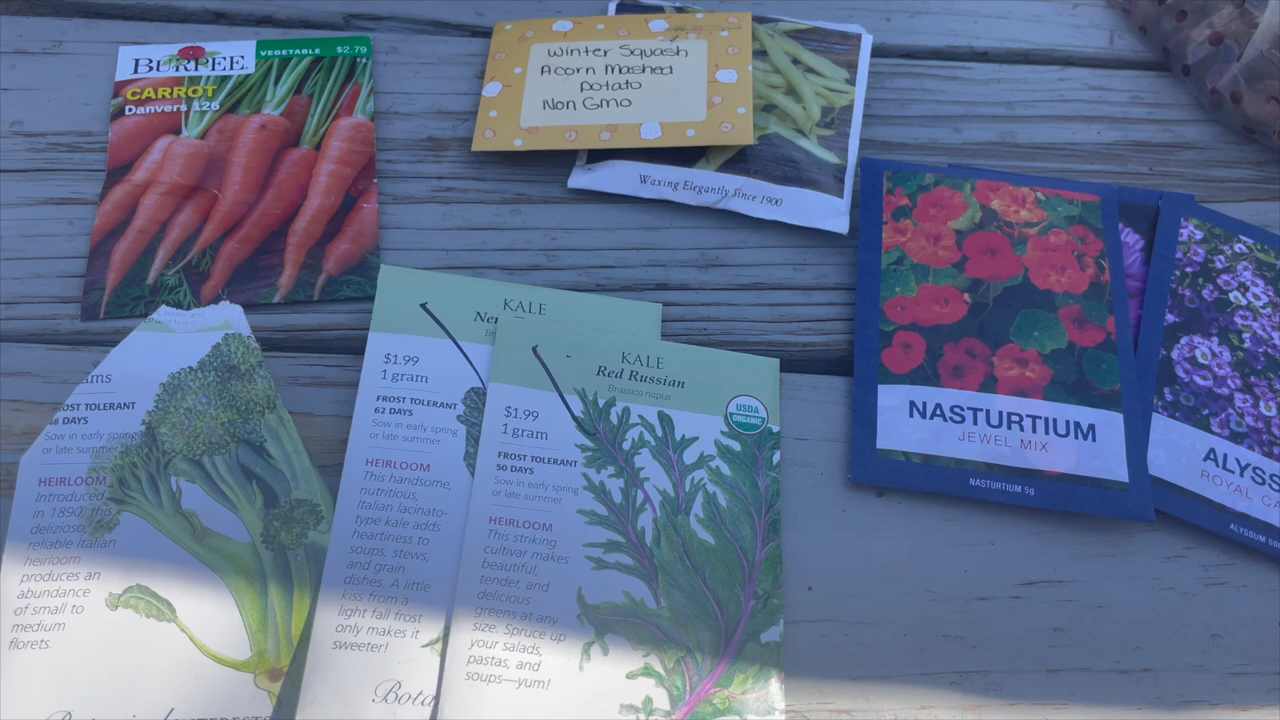 BURPEE.
VEGETABLE $2.79
CARROT
Danvers 126
Winter Squash
Acorn Mashed
Potato
Non Gmo
Waxing Elegantly Since 1900
NASTURTIUM
JEWEL MIX
NASTURTIUM 5g
ALYSS
ROYAL CA
ALYSSUM 50
FROST TOLERANT
48 DAYS
Sow in early spring
or late summer
HEIRLOOM
Introduced
in 1890, this
delizioso,
reliable Italian
heirloom
produces an
abundance
of small to
medium
florets.
KALE
$1.99
1 gram
FROST TOLERANT
62 DAYS
Sow in early spring
or late summer
HEIRLOOM
This handsome,
nutritious,
Italian lacinato-
type kale adds
heartiness to
soups, stews,
and grain
dishes. A little
kiss from a
light fall frost
only makes it
sweeter!
Bota
KALE
Red Russian
Brassica napus
USDA
ORGANIC
$1.99
1 gram
FROST TOLERANT
50 DAYS
Sow in early spring
or late summer
HEIRLOOM
This striking
cultivar makes
beautiful,
tender, and
delicious
greens at any
size. Spruce up
your salads,
pastas, and
soups—yum!